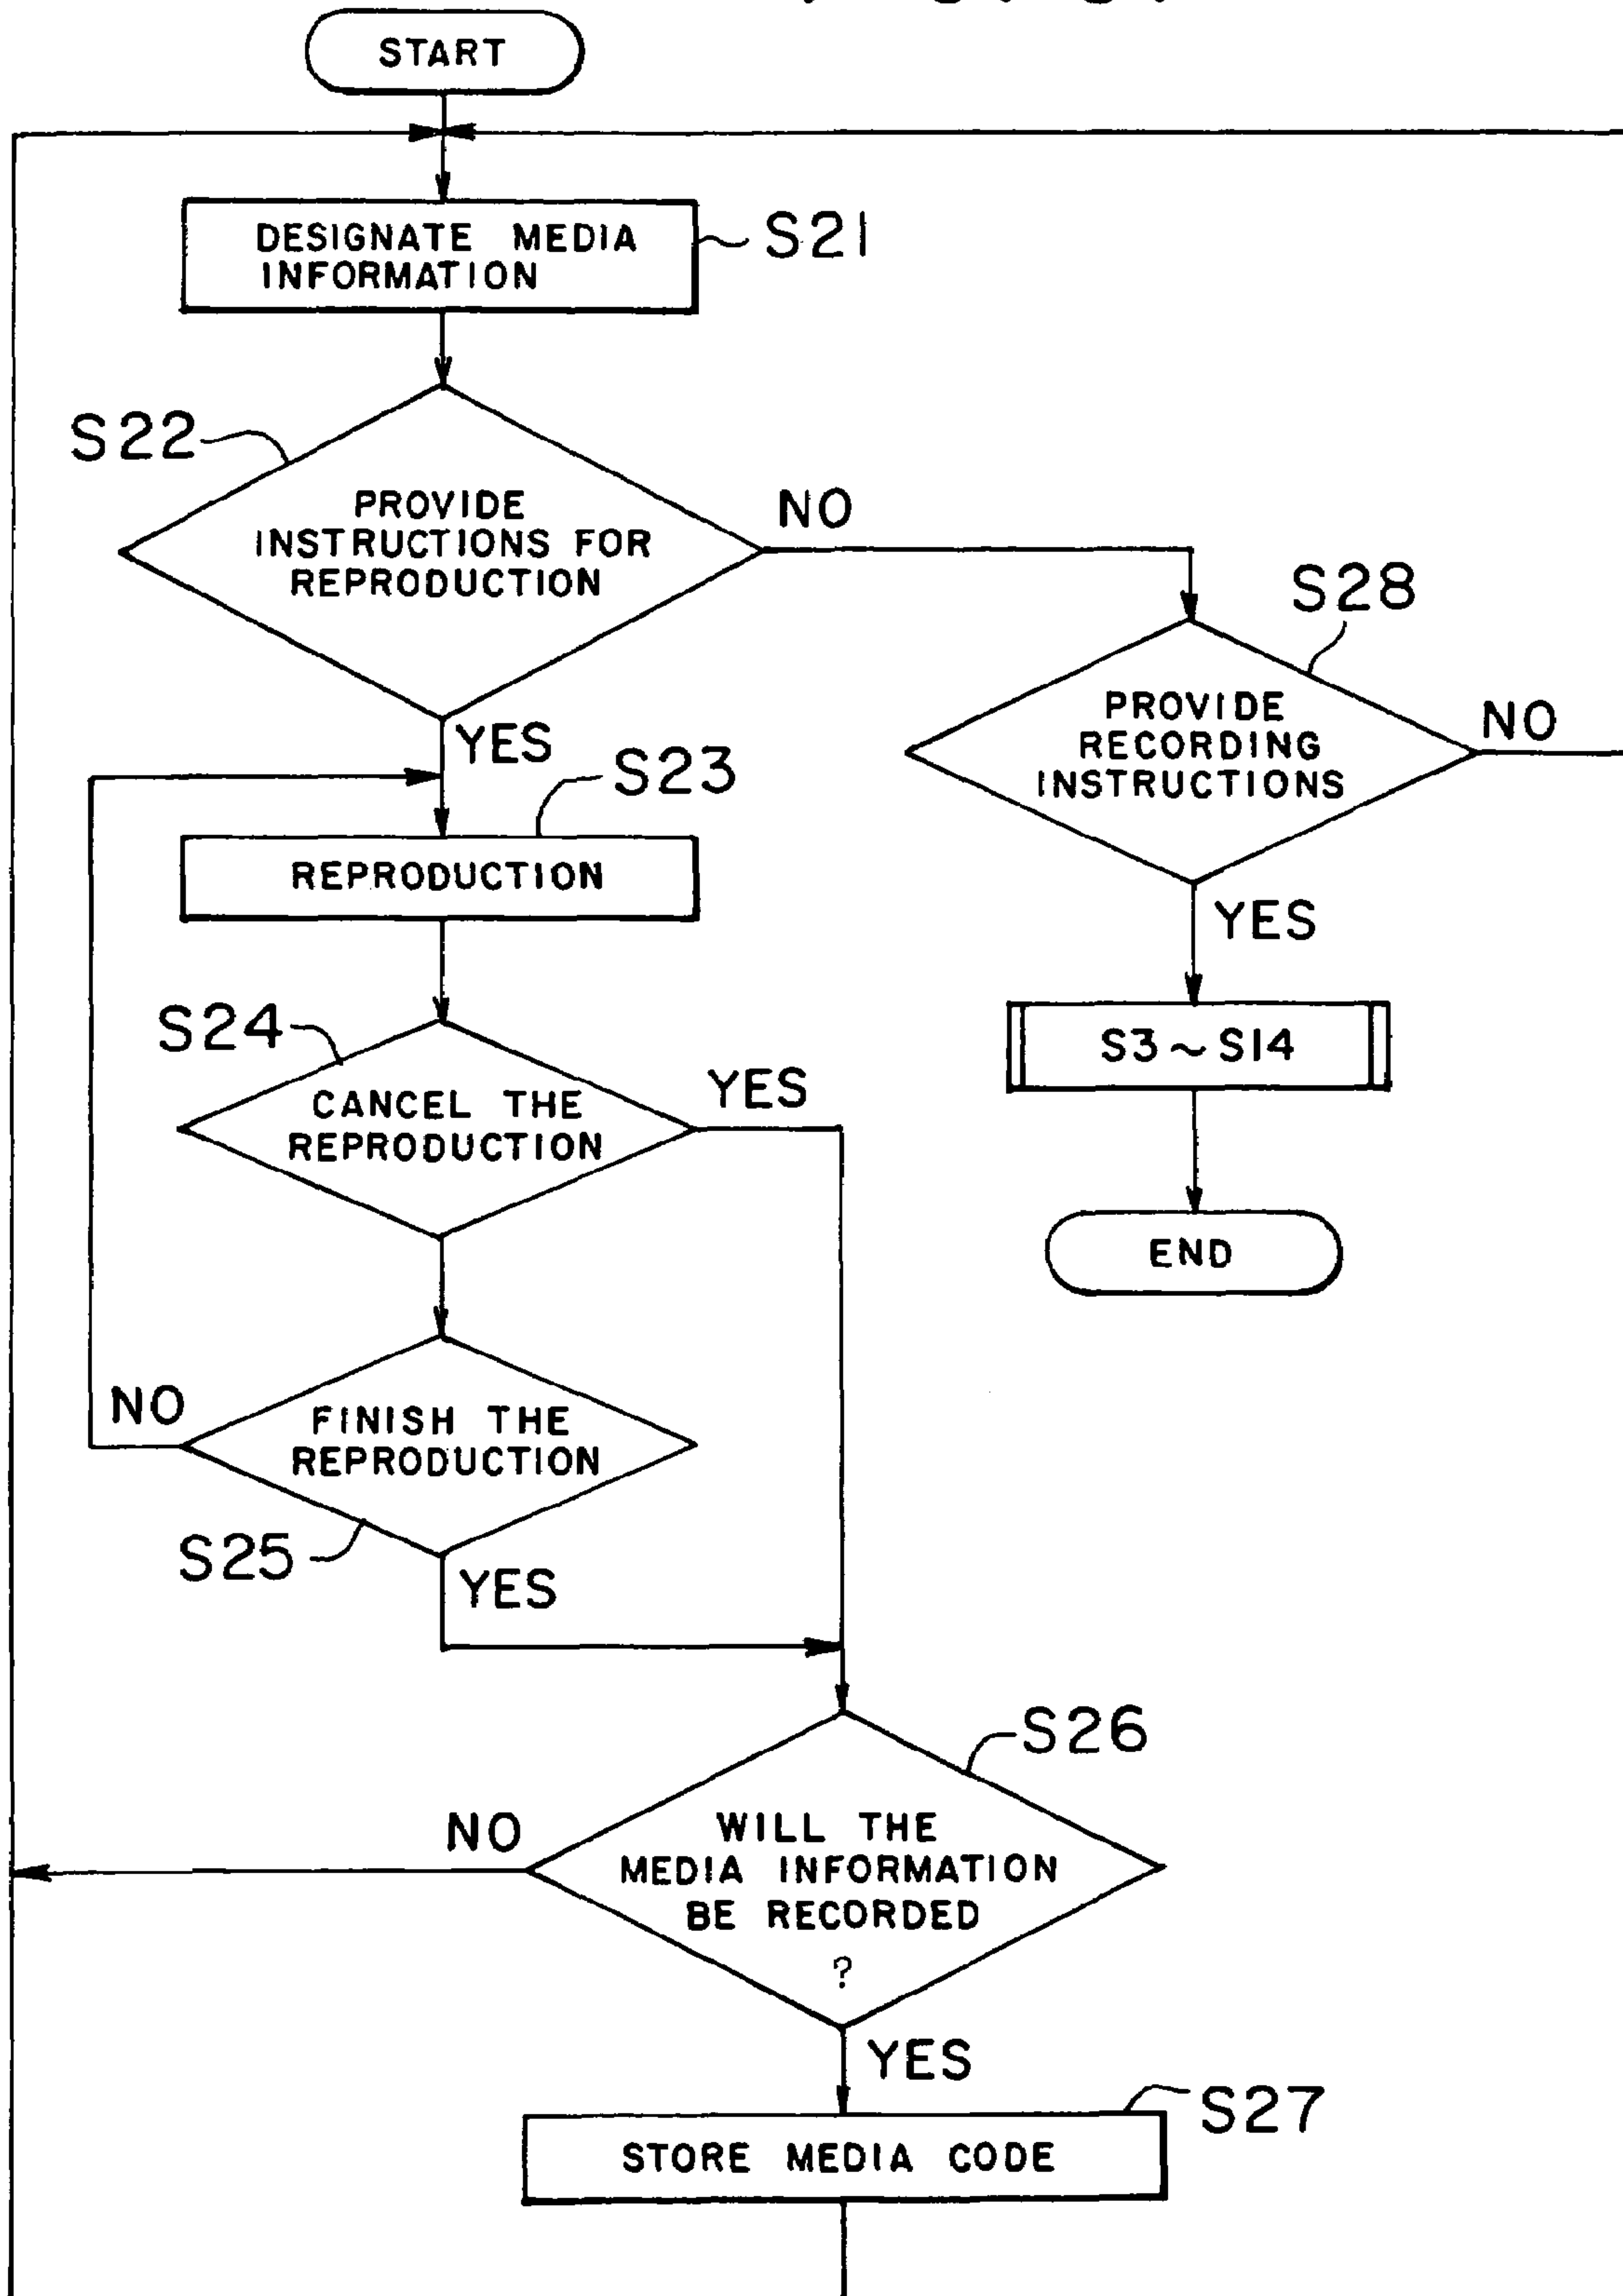 START
DESIGNATE MEDIA
INFORMATION
S21
S22
PROVIDE
INSTRUCTIONS FOR
REPRODUCTION
NO
S28
PROVIDE
RECORDING
INSTRUCTIONS
NO
YES
S23
REPRODUCTION
YES
S24
CANCEL THE
REPRODUCTION
YES
S3~S14
END
NO
FINISH THE
REPRODUCTION
S25
YES
S26
NO
WILL THE
MEDIA INFORMATION
BE RECORDED
?
YES
S27
STORE MEDIA CODE